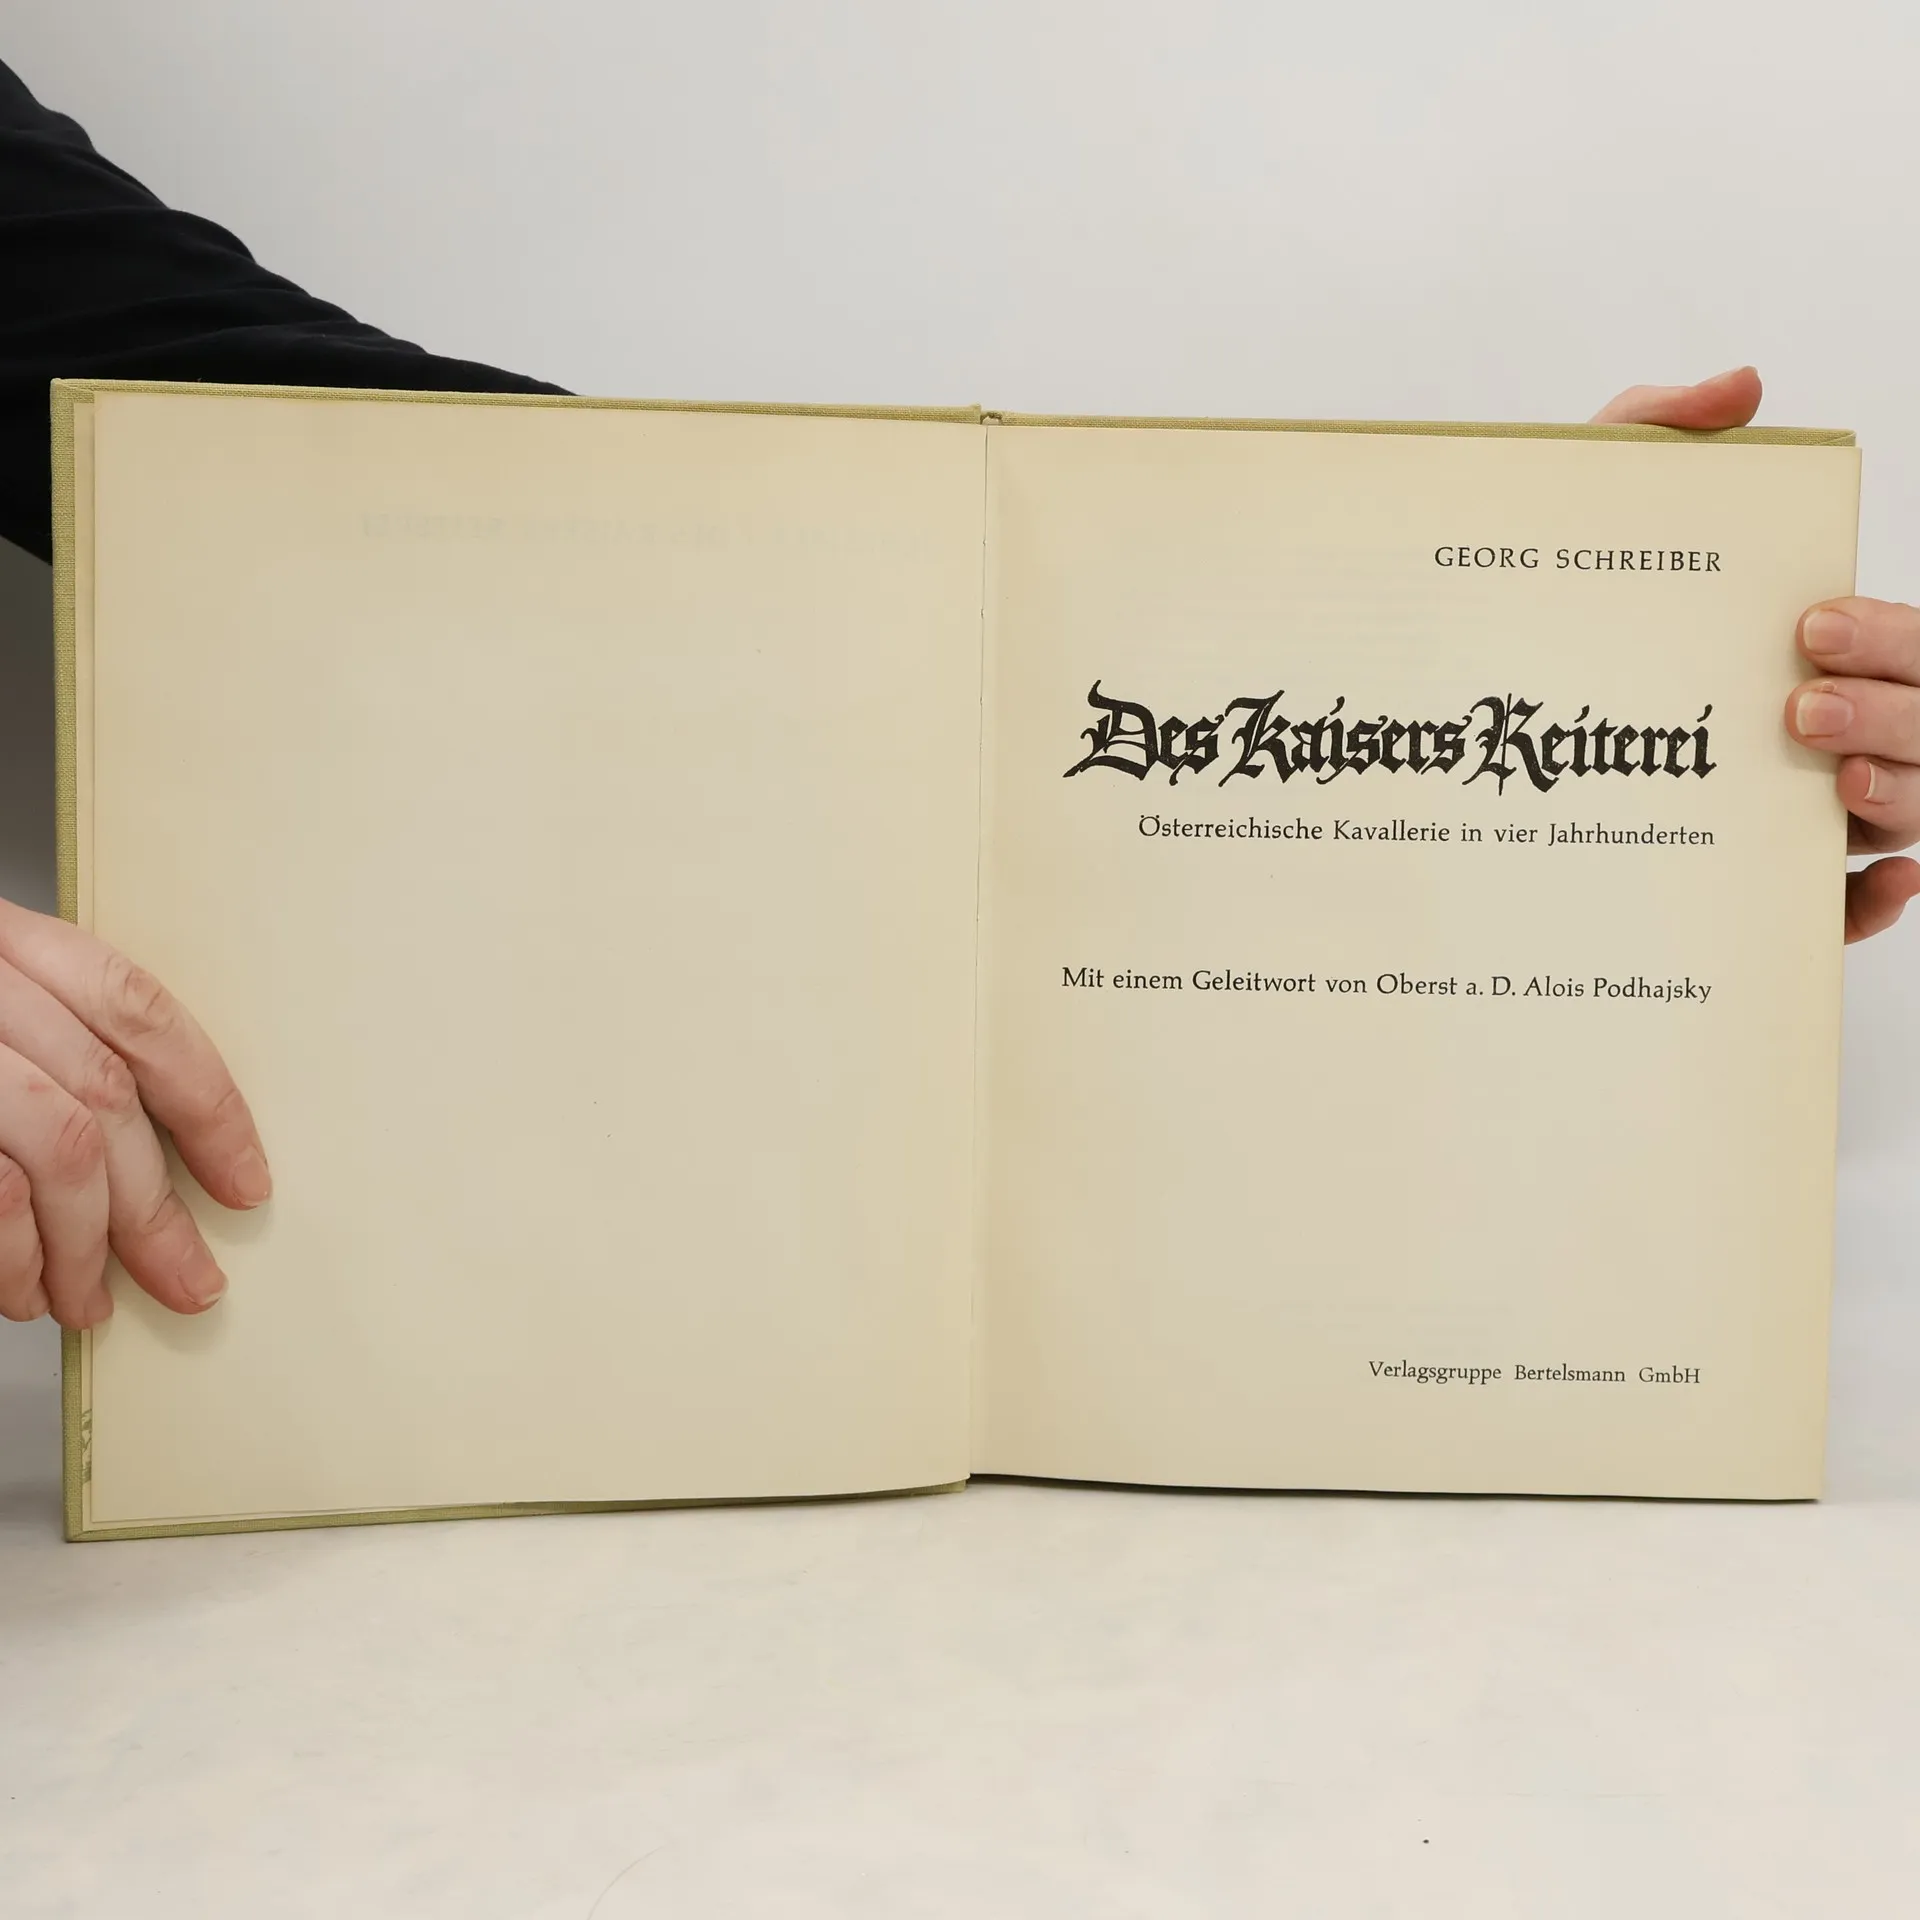 GEORG SCHREIBER
Des Kaisers Reiterei
Österreichische Kavallerie in vier Jahrhunderten
Mit einem Geleitwort von Oberst a. D. Alois Podhajsky
Verlagsgruppe Bertelsmann GmbH